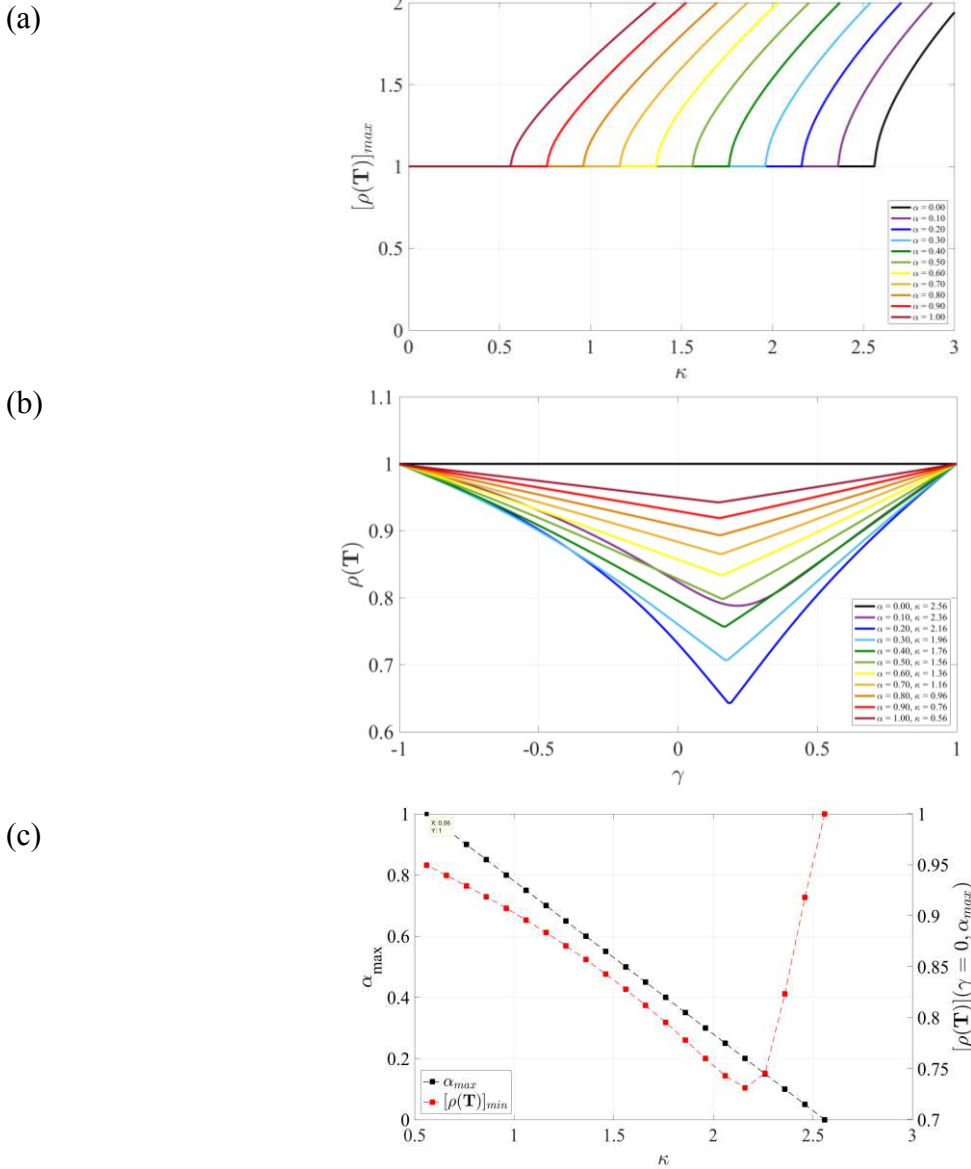 (a)
2
1.5
1
0.5
0
[ρ(T)]max
0 0.5 1 1.5 2 2.5 3
κ
α = 0.00
α = 0.10
α = 0.20
α = 0.30
α = 0.40
α = 0.50
α = 0.60
α = 0.70
α = 0.80
α = 0.90
α = 1.00
(b)
1.1
1
0.9
0.8
0.7
0.6
ρ(T)
-1 -0.5 0 0.5 1
γ
α = 0.00, κ = 2.56
α = 0.10, κ = 2.36
α = 0.20, κ = 2.16
α = 0.30, κ = 1.96
α = 0.40, κ = 1.76
α = 0.50, κ = 1.56
α = 0.60, κ = 1.36
α = 0.70, κ = 1.16
α = 0.80, κ = 0.96
α = 0.90, κ = 0.76
α = 1.00, κ = 0.56
(c)
1
0.8
0.6
0.4
0.2
0
αmax
X: 0.56
Y: 1
αmax
[ρ(T)]min
0.5 1 1.5 2 2.5 3
κ
1
0.95
0.9
0.85
0.8
0.75
0.7
[ρ(T)](γ = 0, αmax)